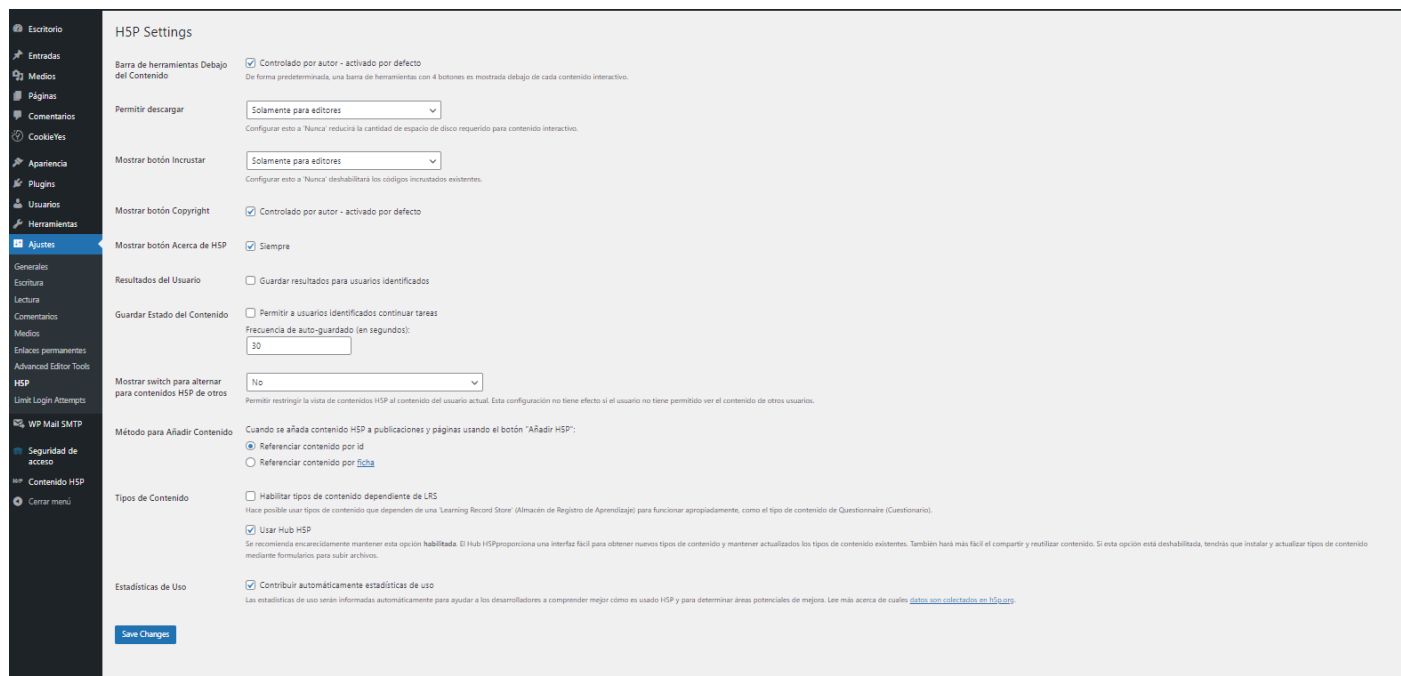 Escritorio
Entradas
Medios
Páginas
Comentarios
CookieYes
Apariencia
Plugins
Usuarios
Herramientas
Ajustes
Generales
Escritura
Lectura
Comentarios
Medios
Enlaces permanentes
Advanced Editor Tools
H5P
Limit Login Attempts
WP Mail SMTP
Seguridad de
acceso
Contenido H5P
Cerrar menú
H5P Settings
Barra de herramientas Debajo
del Contenido
Controlado por autor - activado por defecto
De forma predeterminada, una barra de herramientas con 4 botones es mostrada debajo de cada contenido interactivo.
Permitir descargar
Solamente para editores
Configurar esto a 'Nunca' reducirá la cantidad de espacio de disco requerido para contenido interactivo.
Mostrar botón Incrustar
Solamente para editores
Configurar esto a 'Nunca' deshabilitará los códigos incrustados existentes.
Mostrar botón Copyright
Controlado por autor - activado por defecto
Mostrar botón Acerca de H5P
Siempre
Resultados del Usuario
Guardar resultados para usuarios identificados
Guardar Estado del Contenido
Permitir a usuarios identificados continuar tareas
Frecuencia de auto-guardado (en segundos):
30
Mostrar switch para alternar
para contenidos H5P de otros
No
Permitir restringir la vista de contenidos H5P al contenido del usuario actual. Esta configuración no tiene efecto si el usuario no tiene permitido ver el contenido de otros usuarios.
Método para Añadir Contenido
Cuando se añada contenido H5P a publicaciones y páginas usando el botón "Añadir H5P":
Referenciar contenido por id
Referenciar contenido por ficha
Tipos de Contenido
Habilitar tipos de contenido dependiente de LRS
Hace posible usar tipos de contenido que dependen de una 'Learning Record Store' (Almacén de Registro de Aprendizaje) para funcionar apropiadamente, como el tipo de contenido de Questionnaire (Cuestionario).
Usar Hub H5P
Se recomienda encarecidamente mantener esta opción habilitada. El Hub H5Pproporciona una interfaz fácil para obtener nuevos tipos de contenido y mantener actualizados los tipos de contenido existentes. También hará más fácil el compartir y reutilizar contenido. Si esta opción está deshabilitada, tendrás que instalar y actualizar tipos de contenido
mediante formularios para subir archivos.
Estadísticas de Uso
Contribuir automáticamente estadísticas de uso
Las estadísticas de uso serán informadas automáticamente para ayudar a los desarrolladores a comprender mejor cómo es usado H5P y para determinar áreas potenciales de mejora. Lee más acerca de cuales datos son colectados en h5p.org.
Save Changes